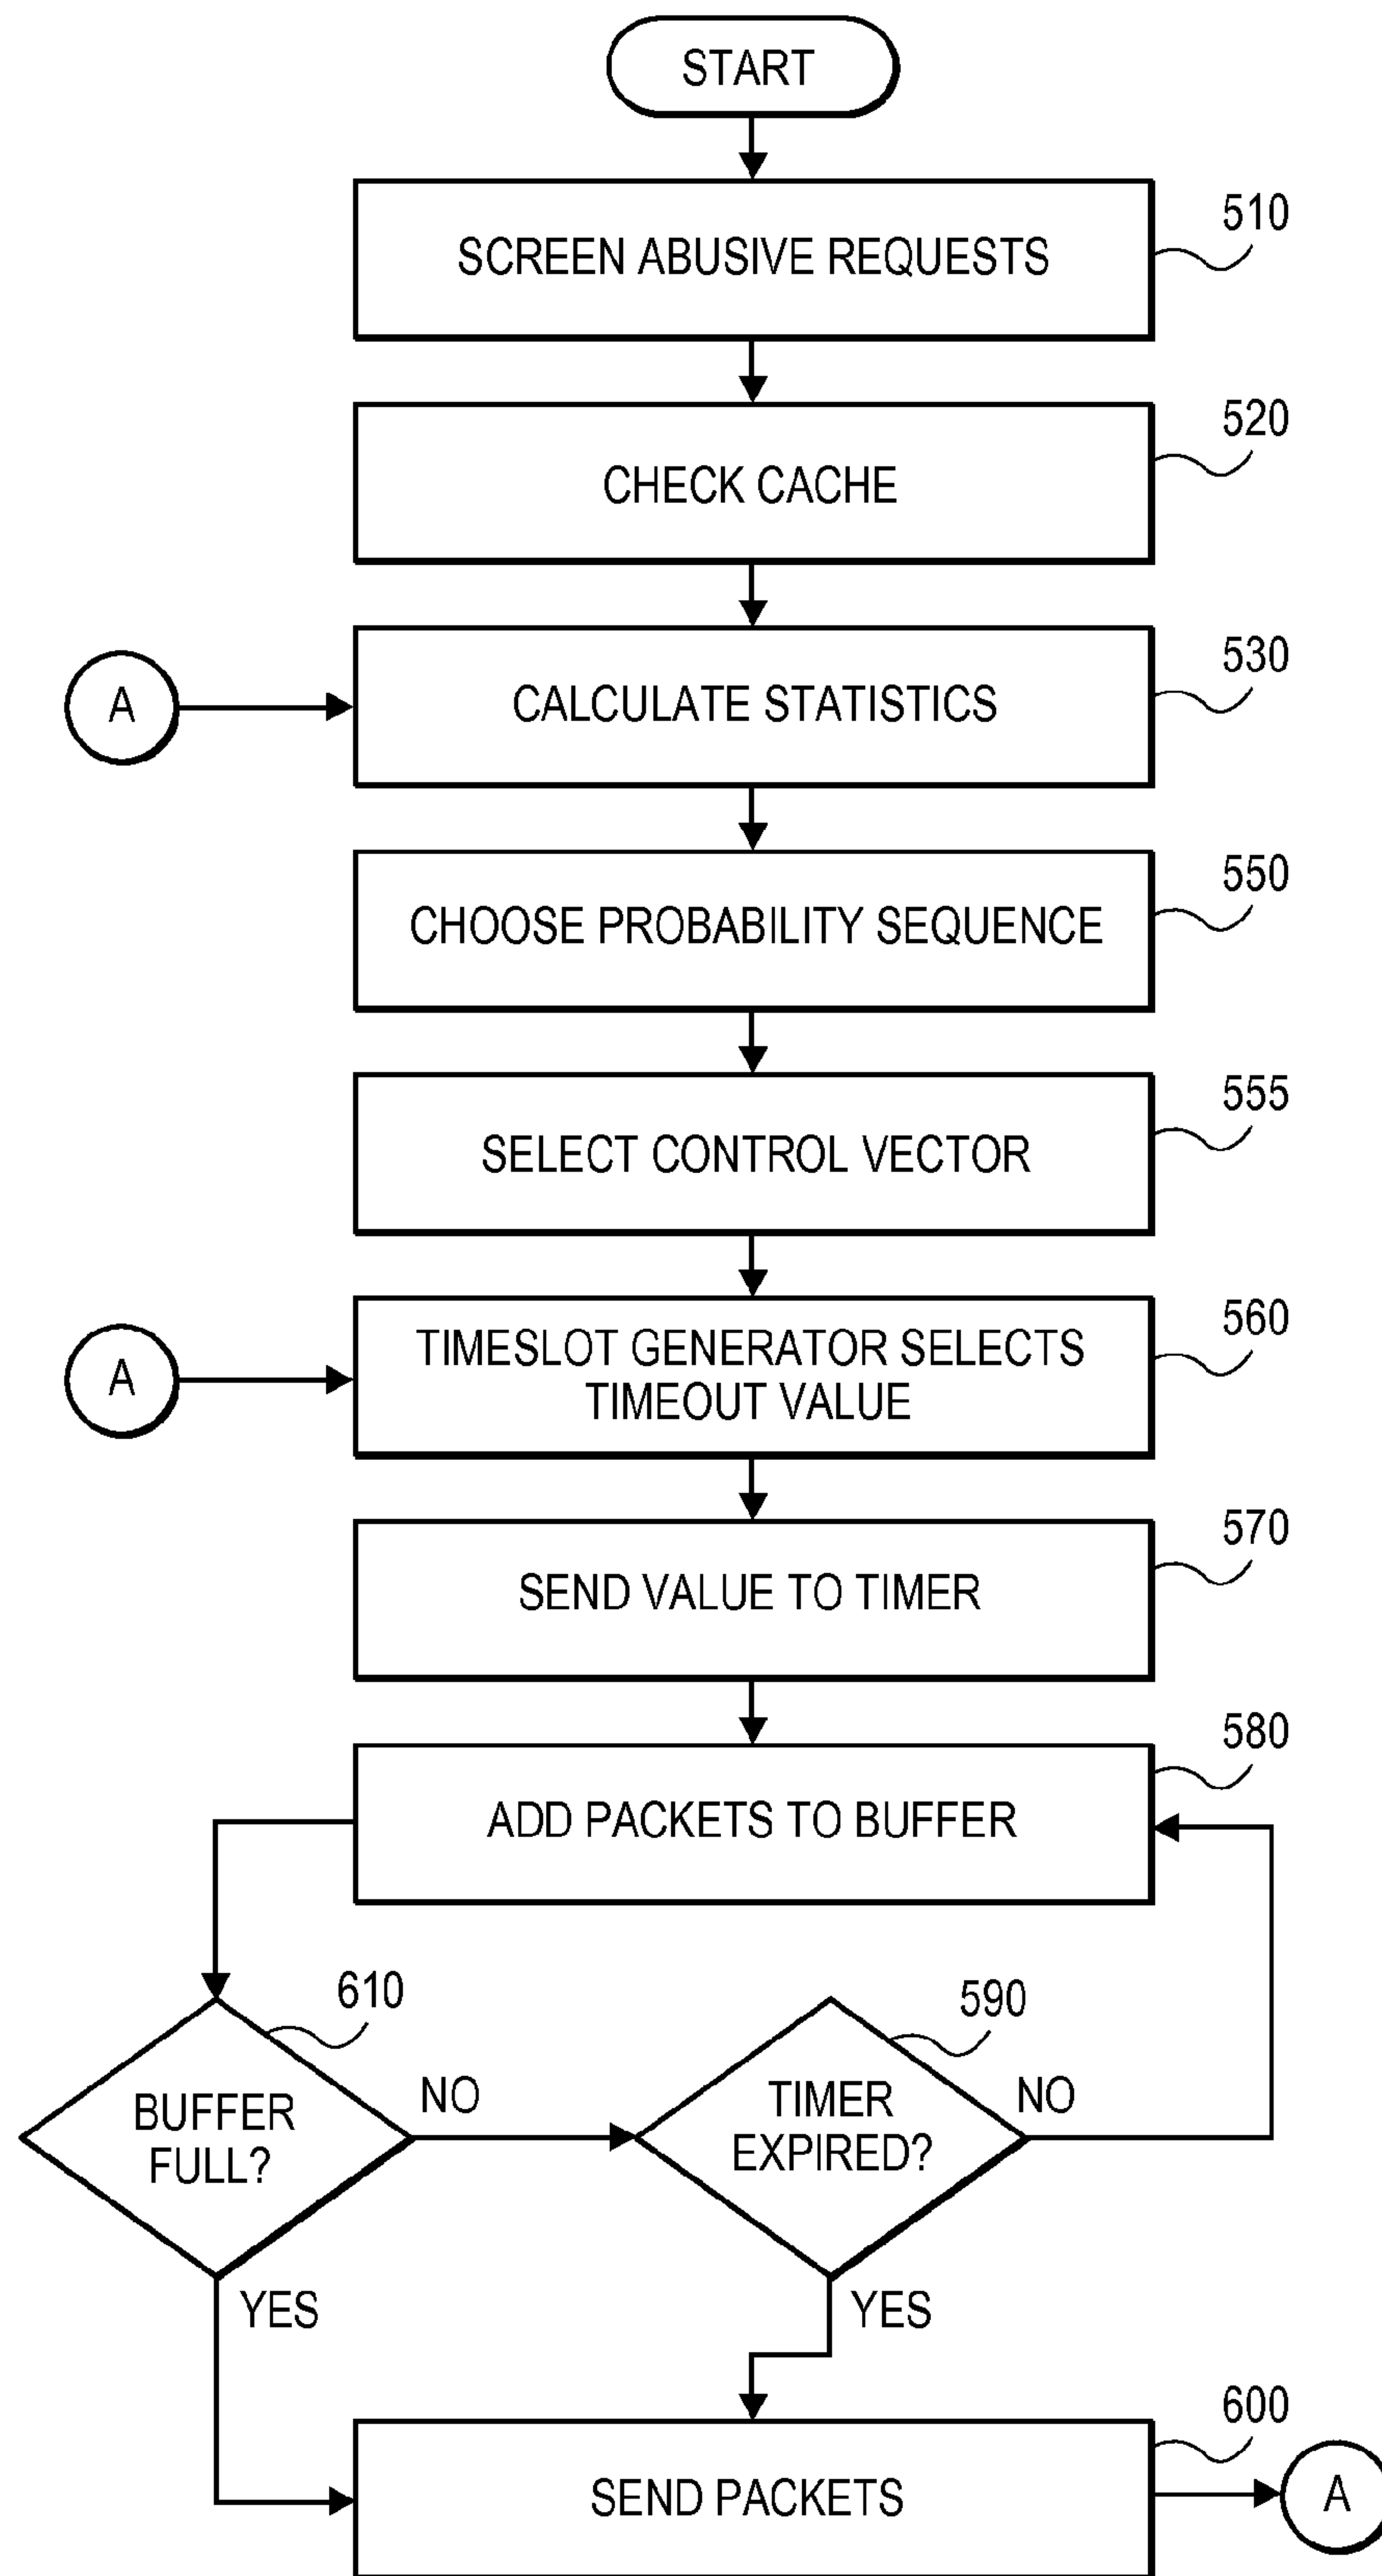 START
SCREEN ABUSIVE REQUESTS
510
CHECK CACHE
520
A
CALCULATE STATISTICS
530
CHOOSE PROBABILITY SEQUENCE
550
SELECT CONTROL VECTOR
555
A
TIMESLOT GENERATOR SELECTS
TIMEOUT VALUE
560
SEND VALUE TO TIMER
570
ADD PACKETS TO BUFFER
580
BUFFER
FULL?
610
NO
TIMER
EXPIRED?
590
NO
YES
YES
SEND PACKETS
600
A